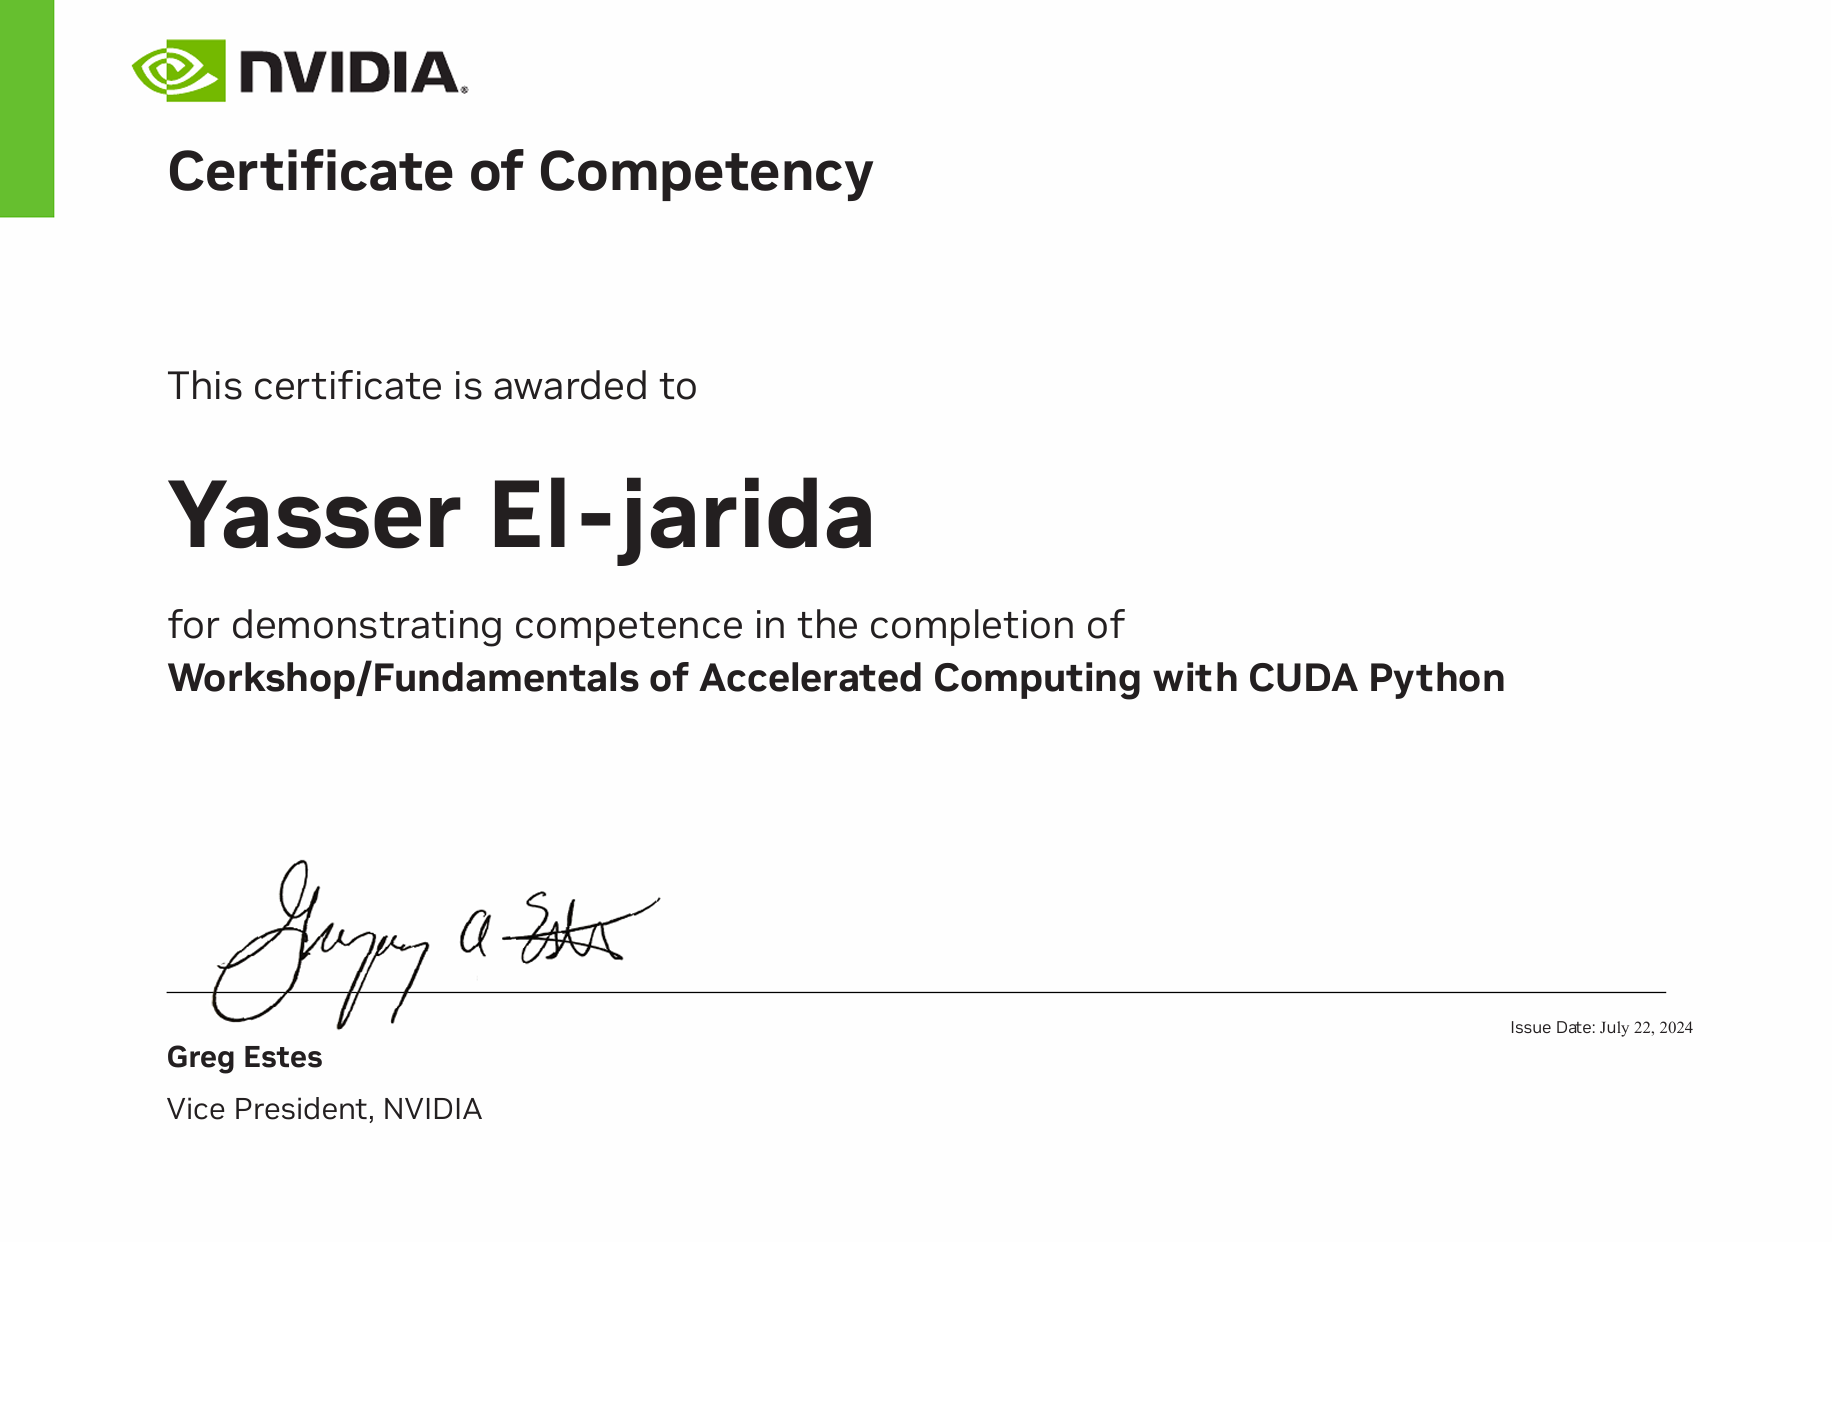 NVIDIA®
Certificate of Competency
This certificate is awarded to
Yasser El-jarida
for demonstrating competence in the completion of
Workshop/Fundamentals of Accelerated Computing with CUDA Python
Gregory A Estes
Issue Date: July 22, 2024
Greg Estes
Vice President, NVIDIA